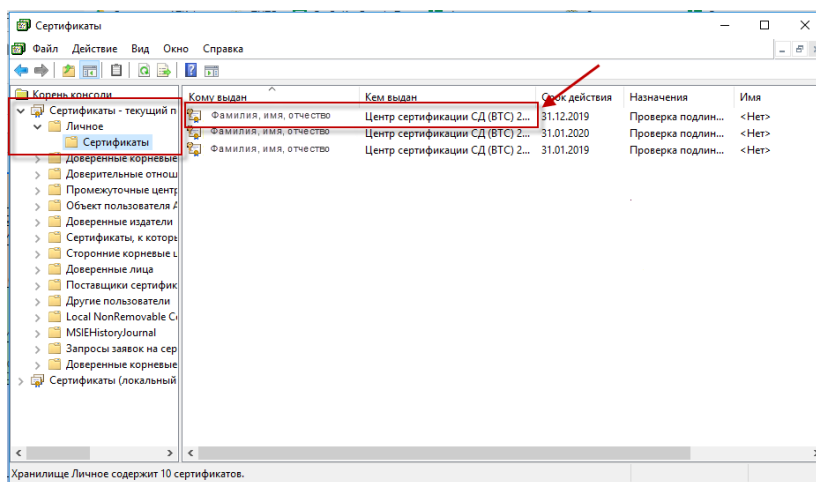 Сертификаты
Файл Действие Вид Окно Справка
Корень консоли
Сертификаты - текущий п
Личное
Сертификаты
Доверенные корневые
Доверительные отнош
Промежуточные центр
Объект пользователя A
Доверенные издатели
Сертификаты, к которы
Сторонние корневые ц
Доверенные лица
Поставщики сертифик
Другие пользователи
Local NonRemovable Ce
MSIEHistoryJournal
Запросы заявок на сер
Доверенные корневые
Сертификаты (локальный
Кому выдан Кем выдан Срок действия Назначения Имя
Фамилия, имя, отчество Центр сертификации СД (ВТС) 2... 31.12.2019 Проверка подлин... <Нет>
Фамилия, имя, отчество Центр сертификации СД (ВТС) 2... 31.01.2020 Проверка подлин... <Нет>
Фамилия, имя, отчество Центр сертификации СД (ВТС) 2... 31.01.2019 Проверка подлин... <Нет>
Хранилище Личное содержит 10 сертификатов.